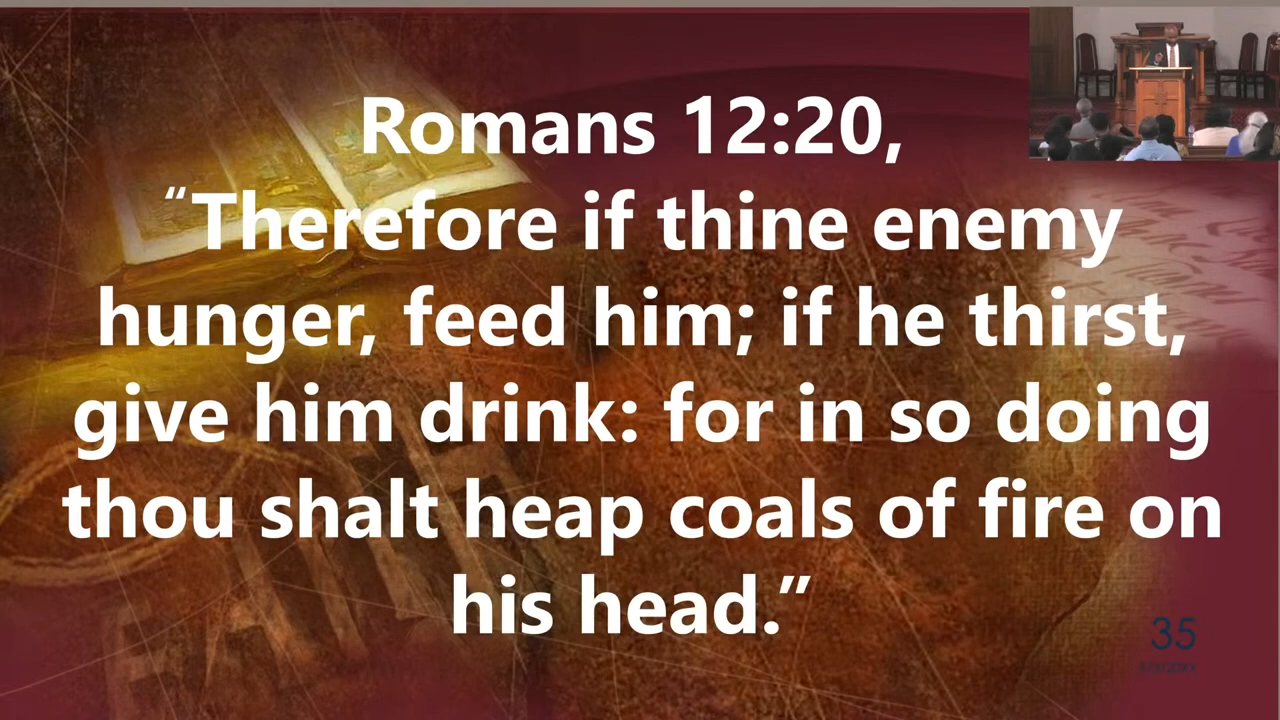 Romans 12:20,
“Therefore if thine enemy
hunger, feed him; if he thirst,
give him drink: for in so doing
thou shalt heap coals of fire on
his head.”
35